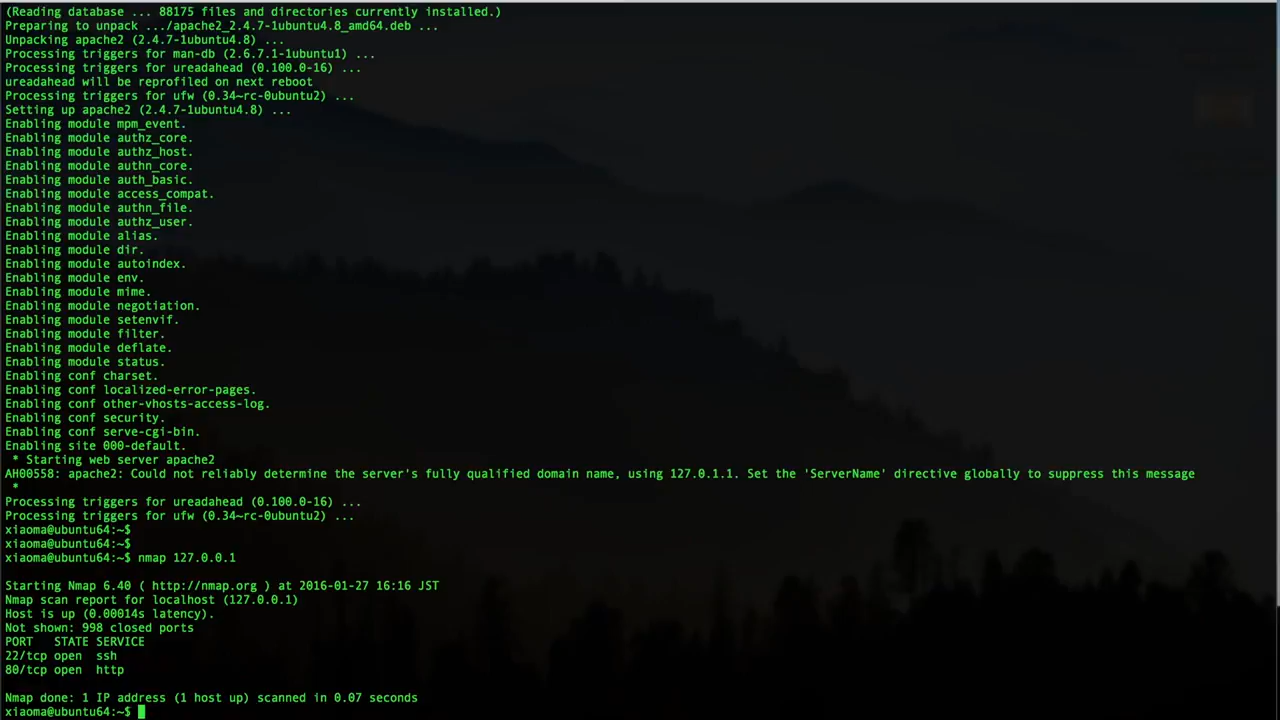 (Reading database ... 88175 files and directories currently installed.)
Preparing to unpack .../apache2_2.4.7-1ubuntu4.8_amd64.deb ...
Unpacking apache2 (2.4.7-1ubuntu4.8) ...
Processing triggers for man-db (2.6.7.1-1ubuntu1) ...
Processing triggers for ureadahead (0.100.0-16) ...
ureadahead will be reprofiled on next reboot
Processing triggers for ufw (0.34~rc-0ubuntu2) ...
Setting up apache2 (2.4.7-1ubuntu4.8) ...
Enabling module mpm_event.
Enabling module authz_core.
Enabling module authz_host.
Enabling module authn_core.
Enabling module auth_basic.
Enabling module access_compat.
Enabling module authn_file.
Enabling module authz_user.
Enabling module alias.
Enabling module dir.
Enabling module autoindex.
Enabling module env.
Enabling module mime.
Enabling module negotiation.
Enabling module setenvif.
Enabling module filter.
Enabling module deflate.
Enabling module status.
Enabling conf charset.
Enabling conf localized-error-pages.
Enabling conf other-vhosts-access-log.
Enabling conf security.
Enabling conf serve-cgi-bin.
Enabling site 000-default.
 * Starting web server apache2
AH00558: apache2: Could not reliably determine the server's fully qualified domain name, using 127.0.1.1. Set the 'ServerName' directive globally to suppress this message
 *
Processing triggers for ureadahead (0.100.0-16) ...
Processing triggers for ufw (0.34~rc-0ubuntu2) ...
xiaoma@ubuntu64:~$
xiaoma@ubuntu64:~$
xiaoma@ubuntu64:~$ nmap 127.0.0.1
Starting Nmap 6.40 ( http://nmap.org ) at 2016-01-27 16:16 JST
Nmap scan report for localhost (127.0.0.1)
Host is up (0.00014s latency).
Not shown: 998 closed ports
PORT   STATE SERVICE
22/tcp open  ssh
80/tcp open  http
Nmap done: 1 IP address (1 host up) scanned in 0.07 seconds
xiaoma@ubuntu64:~$